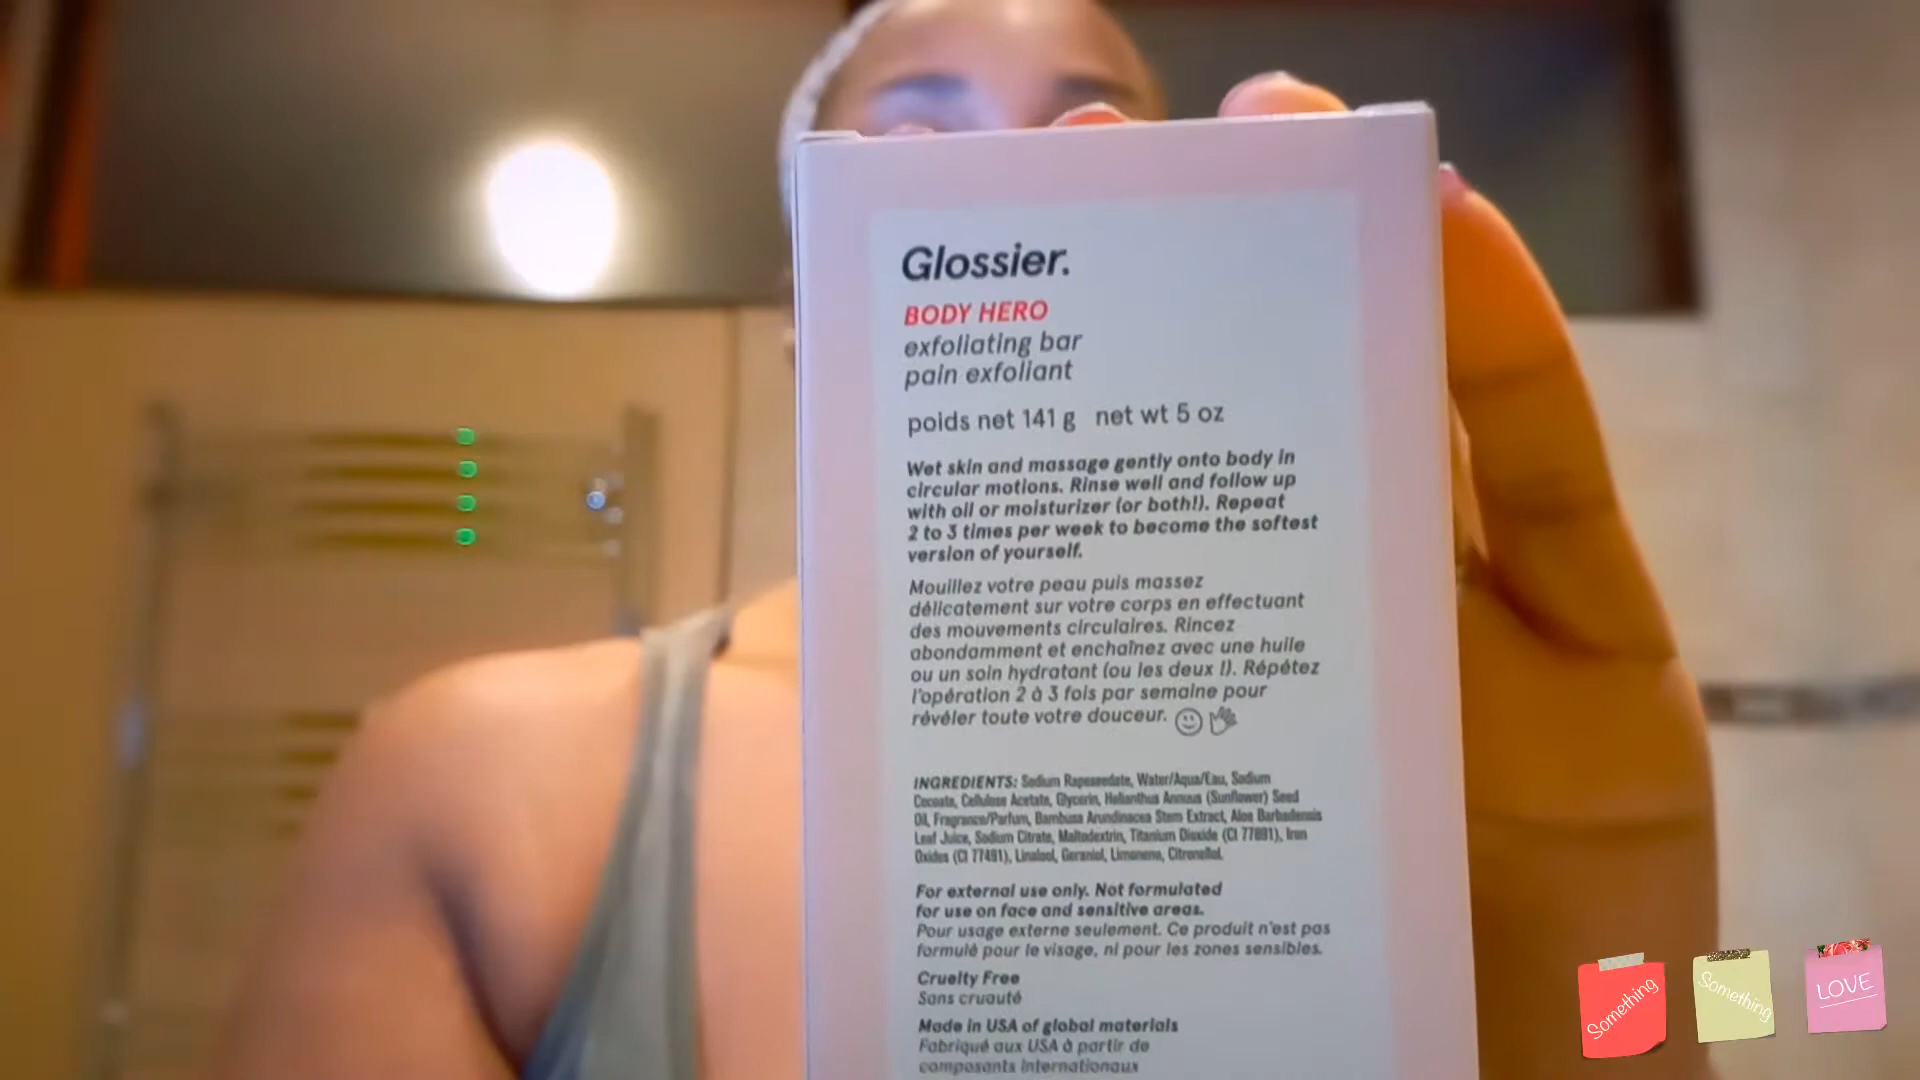 Glossier.
BODY HERO
exfoliating bar
pain exfoliant
poids net 141 g net wt 5 oz
Wet skin and massage gently onto body in
circular motions. Rinse well and follow up
with oil or moisturizer (or both!). Repeat
2 to 3 times per week to become the softest
version of yourself.
Mouillez votre peau puis massez
délicatement sur votre corps en effectuant
des mouvements circulaires. Rincez
abondamment et enchaînez avec une huile
ou un soin hydratant (ou les deux !). Répétez
l'opération 2 à 3 fois par semaine pour
révéler toute votre douceur.
INGREDIENTS: Sodium Rapeseedate, Water/Aqua/Eau, Sodium
Cocoate, Cellulose Acetate, Glycerin, Helianthus Annuus (Sunflower) Seed
Oil, Fragrance/Parfum, Bambusa Arundinacea Stem Extract, Aloe Barbadensis
Leaf Juice, Sodium Citrate, Maltodextrin, Titanium Dioxide (CI 77891), Iron
Oxides (CI 77491), Linalool, Geraniol, Limonene, Citronellol.
For external use only. Not formulated
for use on face and sensitive areas.
Pour usage externe seulement. Ce produit n'est pas
formulé pour le visage, ni pour les zones sensibles.
Cruelty Free
Sans cruauté
Made in USA of global materials
Fabriqué aux USA à partir de
composants internationaux
Something
Something
LOVE